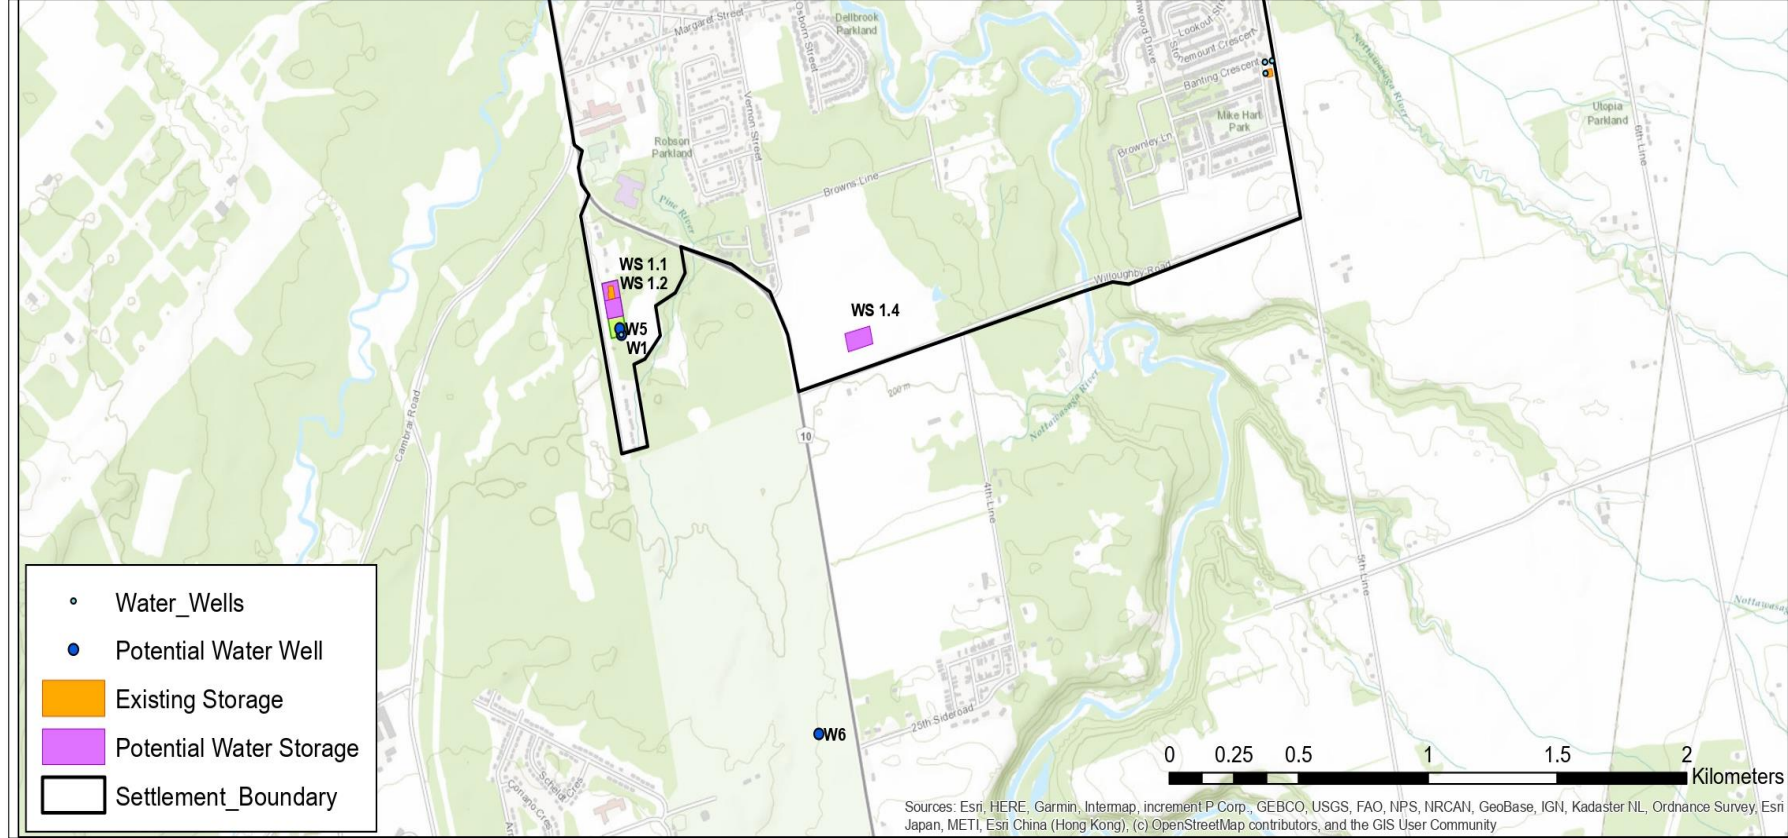 Margaret Street
Osborn Street
Dellbrook
Parkland
Lookout
Banting Crescent
Mike Hart
Park
Brownley Ln
Nottawasaga River
Utopia
Parkland
6th Line
Vernon Street
Robson
Parkland
Browns Line
Pine River
WS 1.1
WS 1.2
W5
W1
Willoughby Road
WS 1.4
200 m
Nottawasaga River
Cambrai Road
10
4th Line
5th Line
W6
25th Sideroad
Water_Wells
Potential Water Well
Existing Storage
Potential Water Storage
Settlement_Boundary
0 0.25 0.5 1 1.5 2
Kilometers
Sources: Esri, HERE, Garmin, Intermap, increment P Corp., GEBCO, USGS, FAO, NPS, NRCAN, GeoBase, IGN, Kadaster NL, Ordnance Survey, Esri
Japan, METI, Esri China (Hong Kong), (c) OpenStreetMap contributors, and the GIS User Community